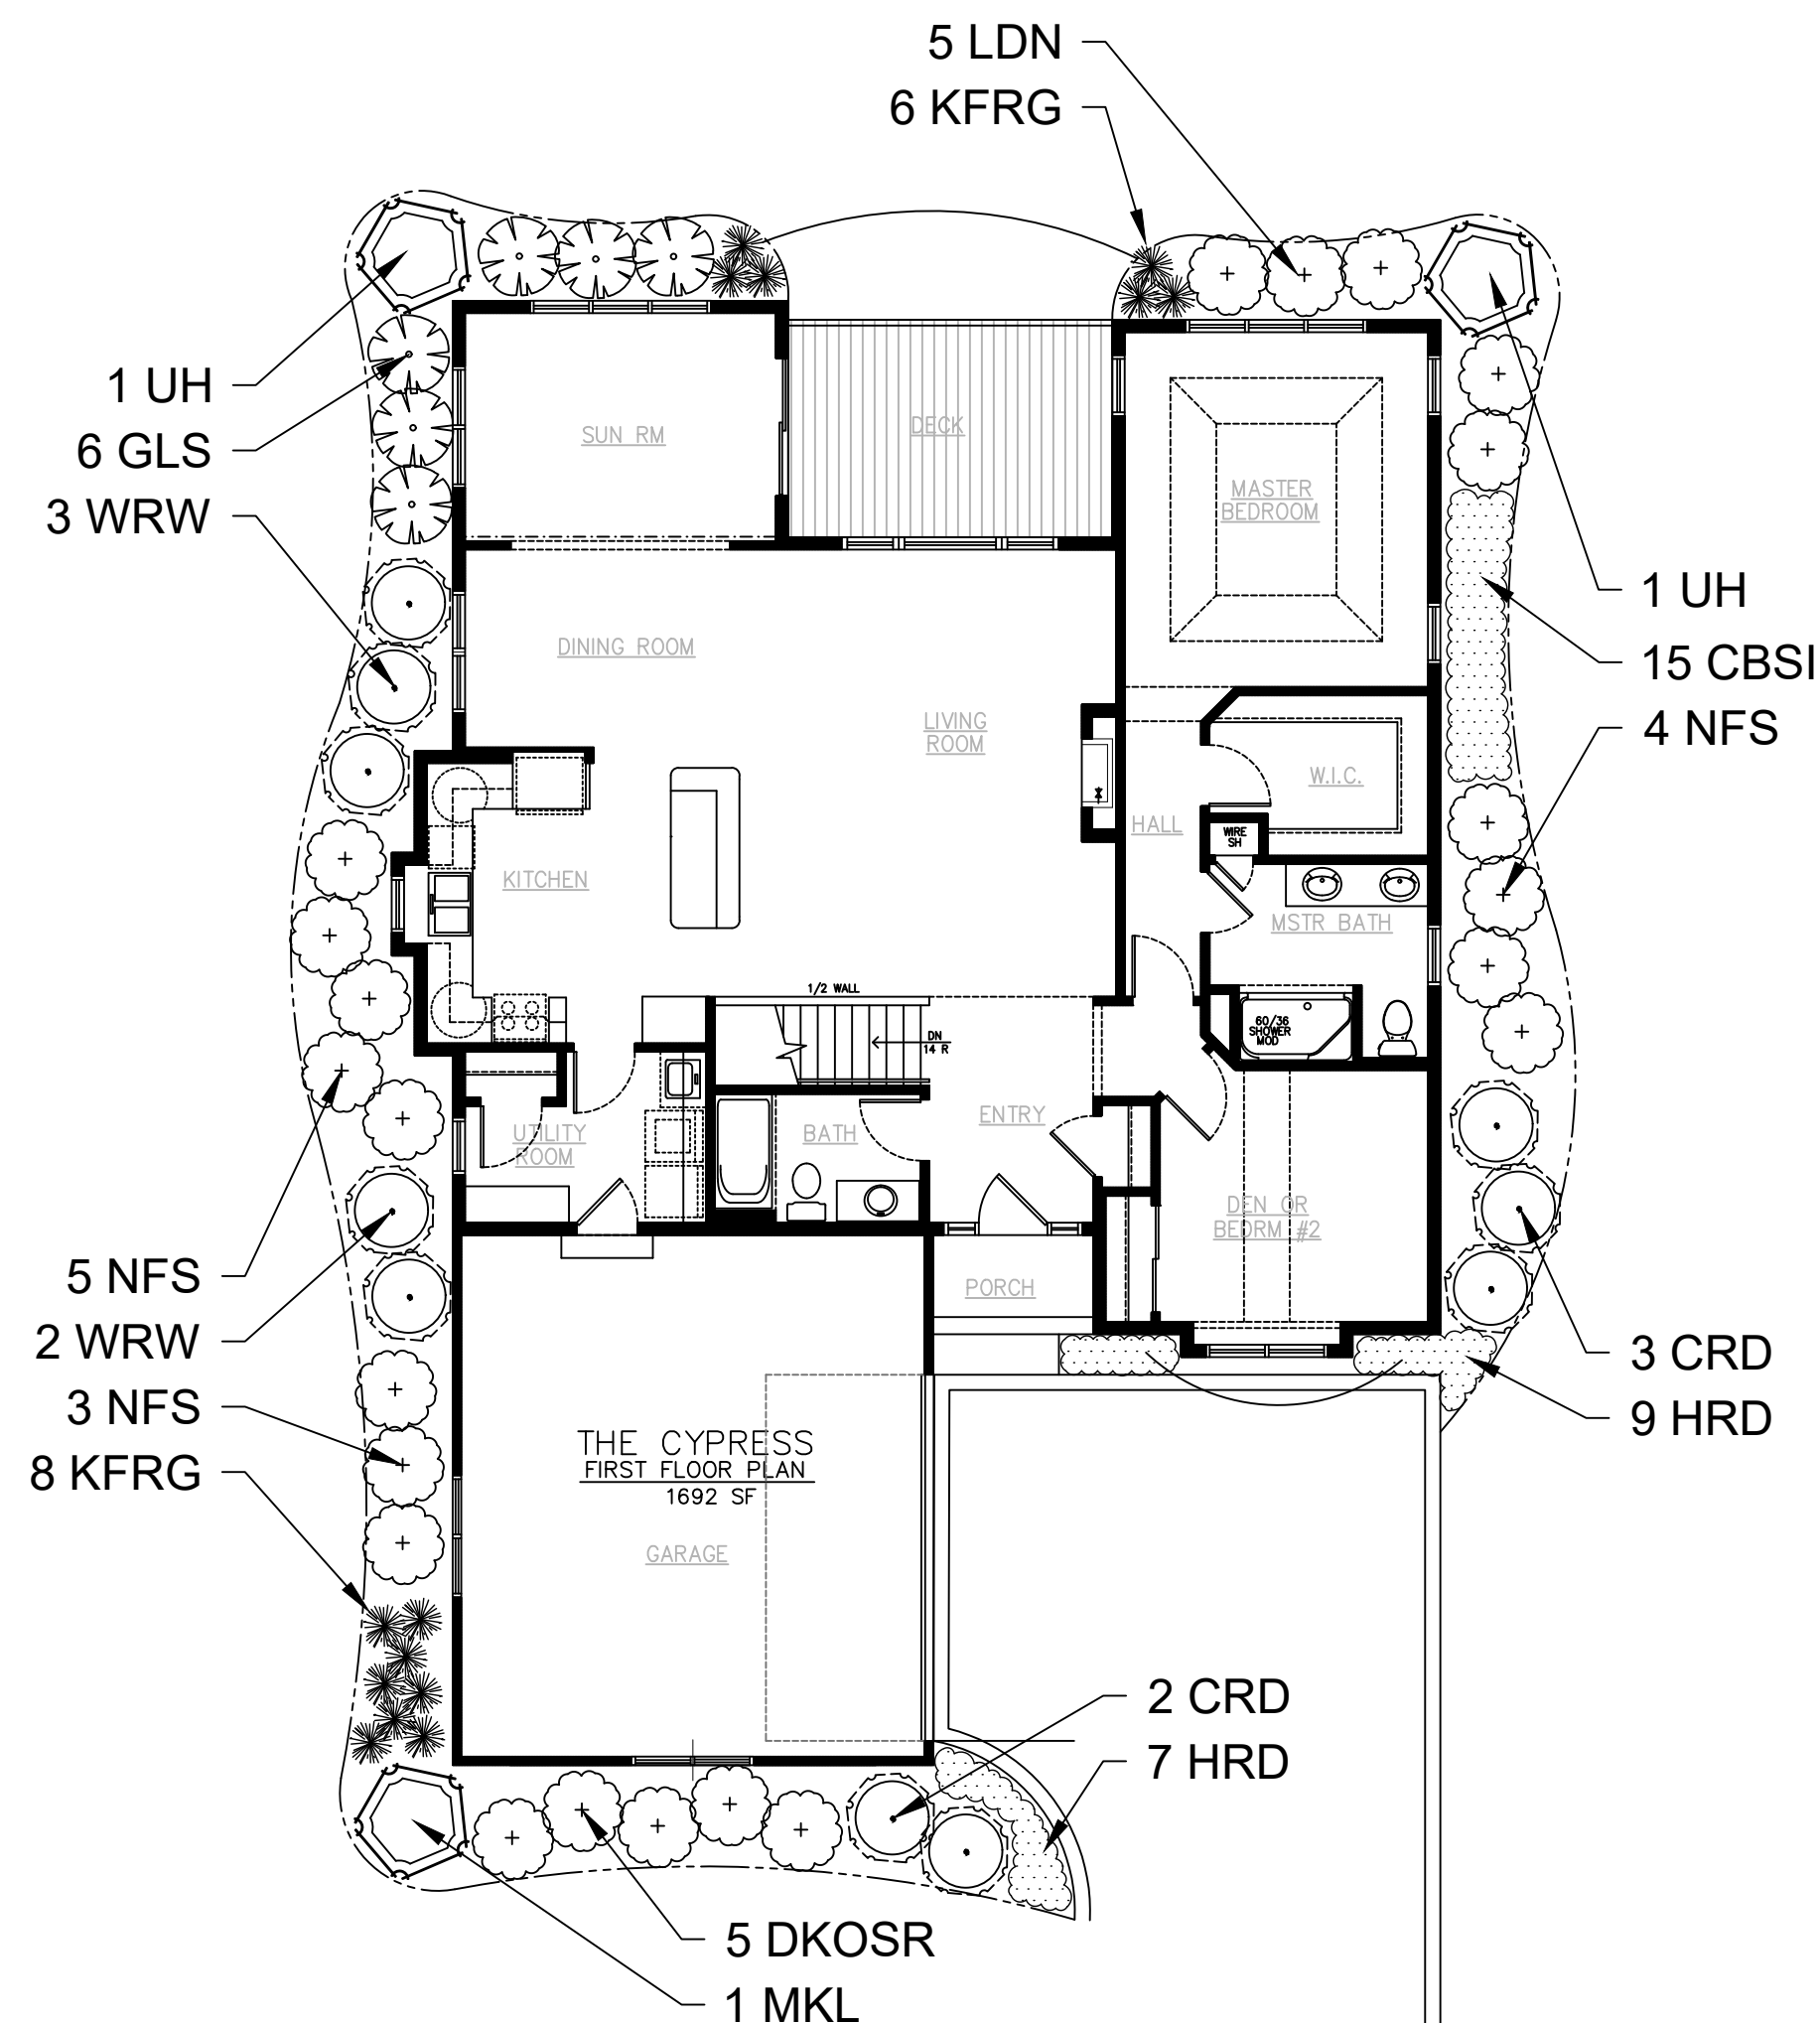 5 LDN
6 KFRG
1 UH
6 GLS
3 WRW
SUN RM
DECK
MASTER
BEDROOM
1 UH
15 CBSI
4 NFS
DINING ROOM
LIVING
ROOM
W.I.C.
HALL
WIRE
SH
KITCHEN
MSTR BATH
1/2 WALL
DN
14 R
60/36
SHOWER
MOD
ENTRY
UTILITY
ROOM
BATH
DEN OR
BEDRM #2
PORCH
5 NFS
2 WRW
3 NFS
8 KFRG
3 CRD
9 HRD
THE CYPRESS
FIRST FLOOR PLAN
1692 SF
GARAGE
2 CRD
7 HRD
5 DKOSR
1 MKL